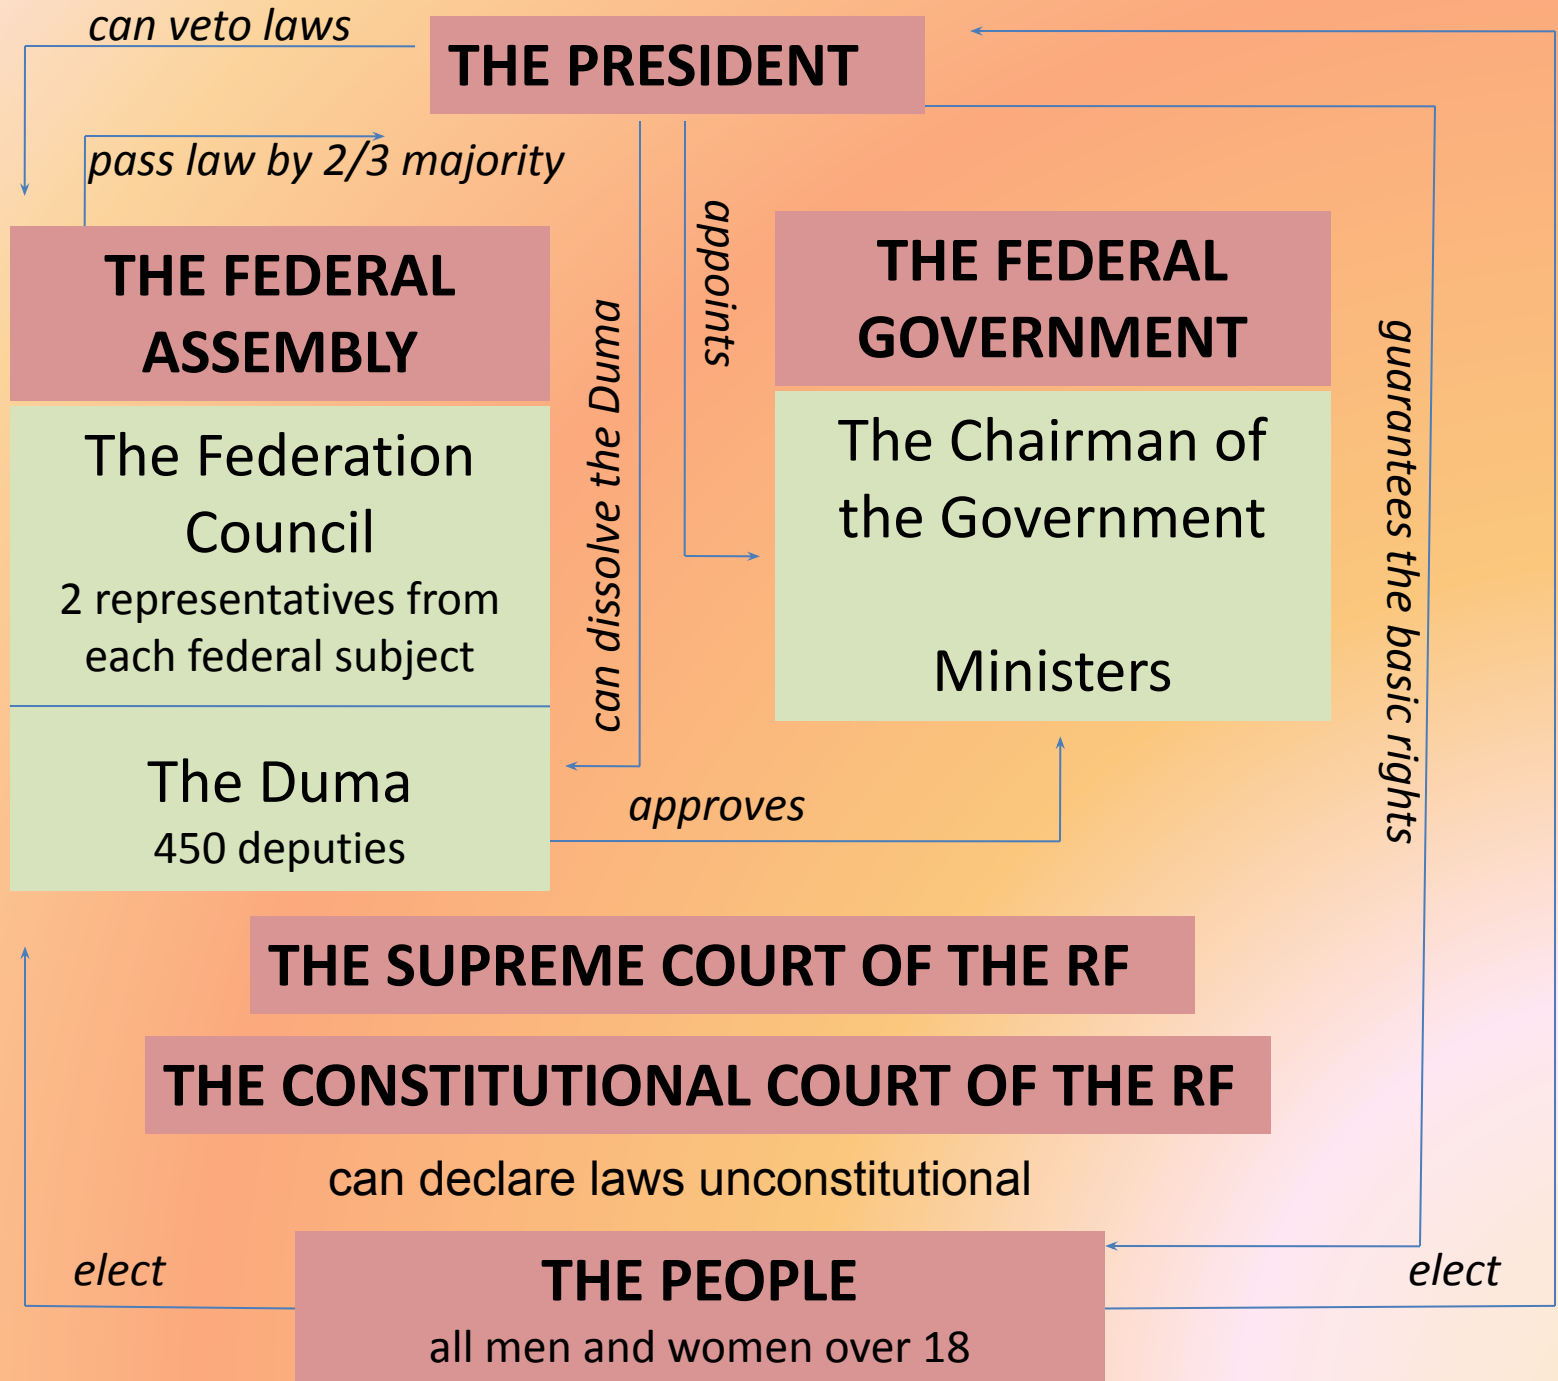 can veto laws
THE PRESIDENT
pass law by 2/3 majority
THE FEDERAL
ASSEMBLY
The Federation
Council
2 representatives from
each federal subject
The Duma
450 deputies
can dissolve the Duma
appoints
THE FEDERAL
GOVERNMENT
The Chairman of
the Government
Ministers
approves
guarantees the basic rights
THE SUPREME COURT OF THE RF
THE CONSTITUTIONAL COURT OF THE RF
can declare laws unconstitutional
elect
THE PEOPLE
all men and women over 18
elect